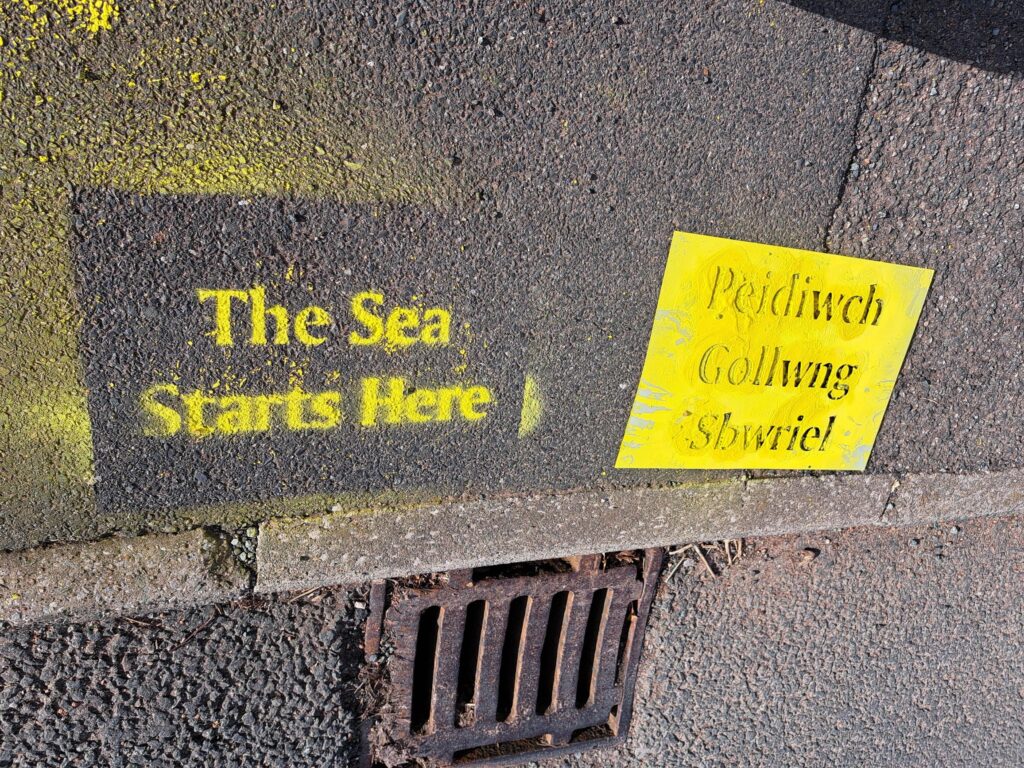 The Sea
Starts Here
Peidiwch
Gollwng
Sbwriel